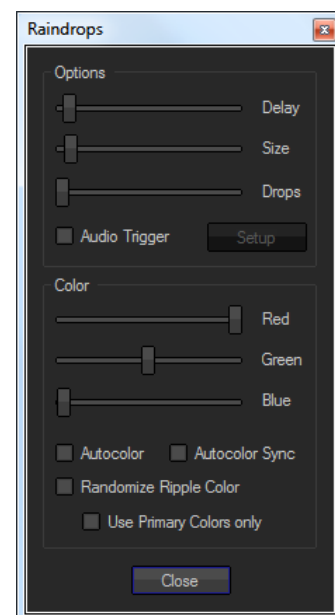 Raindrops
Options
Delay
Size
Drops
Audio Trigger Setup
Color
Red
Green
Blue
Autocolor Autocolor Sync
Randomize Ripple Color
Use Primary Colors only
Close